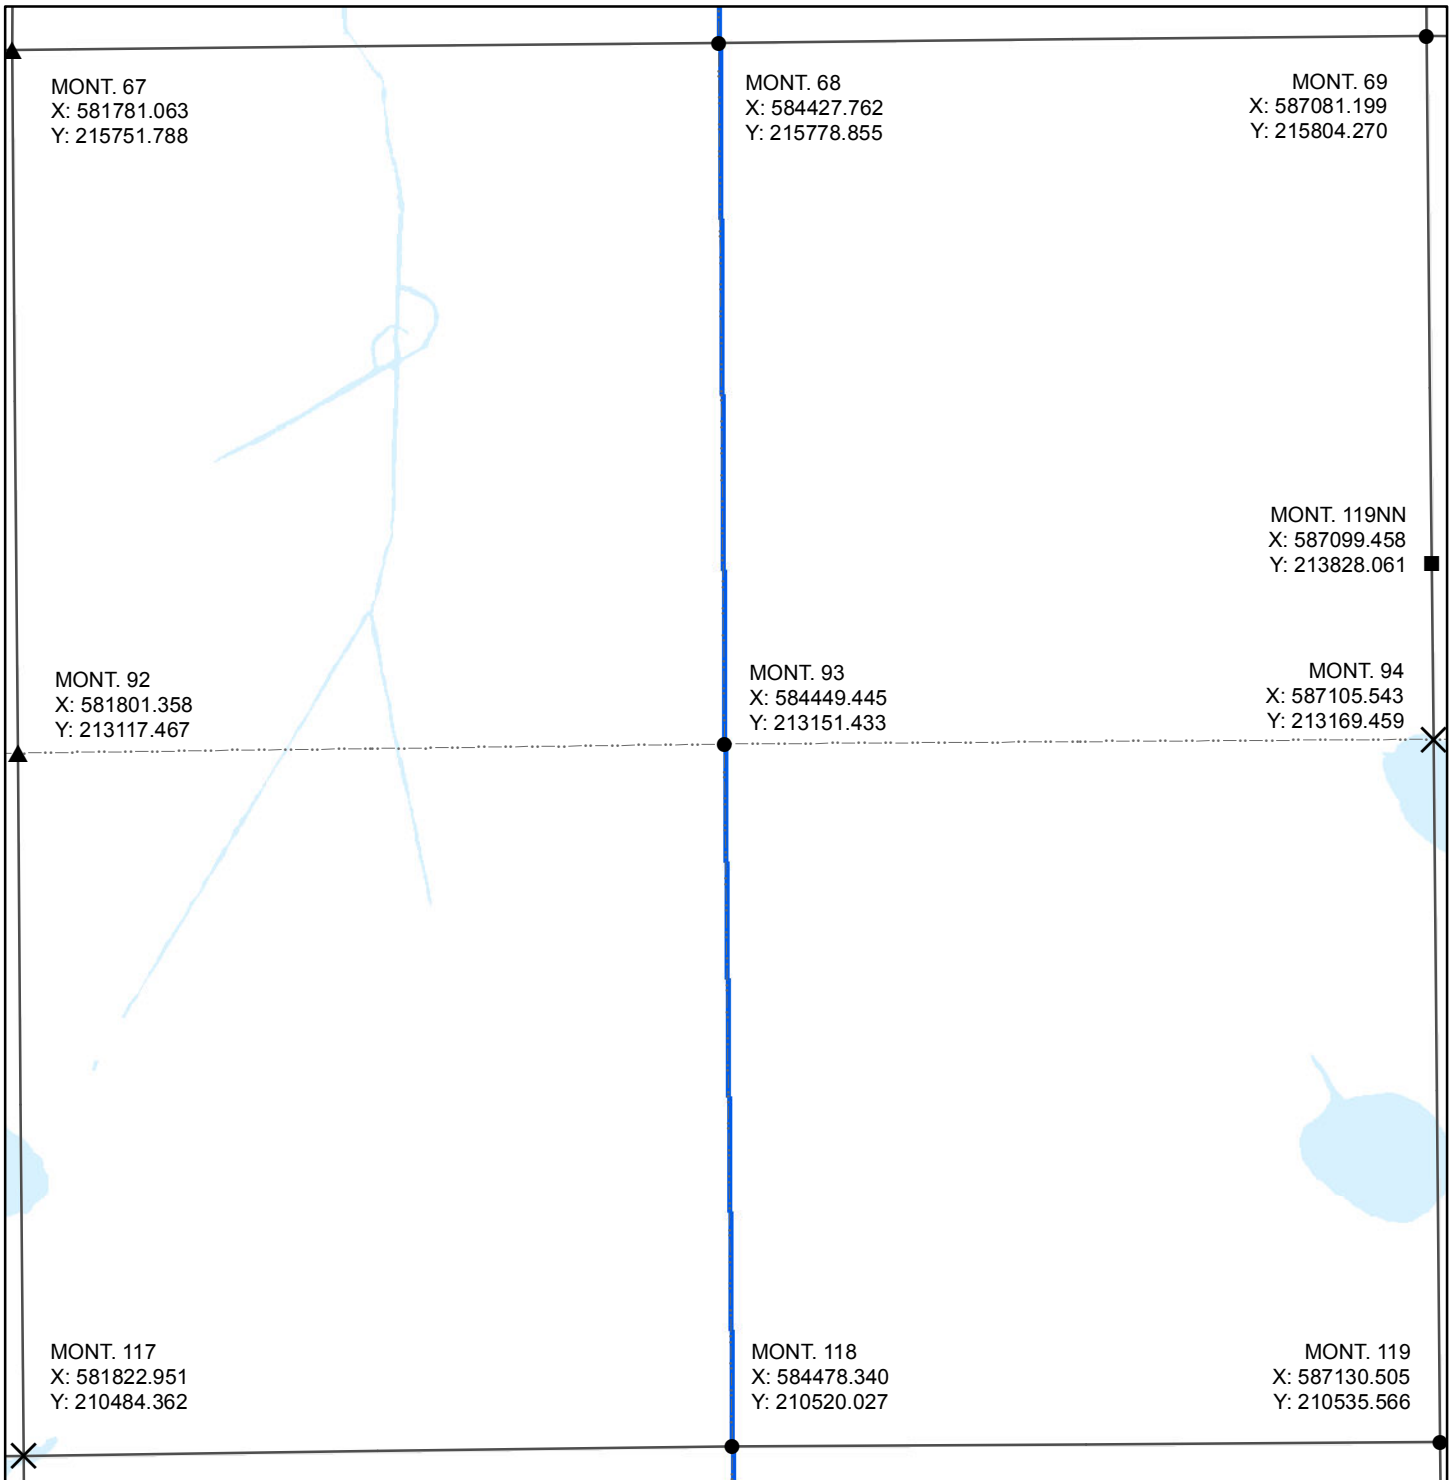 MONT. 67
X: 581781.063
Y: 215751.788
MONT. 68
X: 584427.762
Y: 215778.855
MONT. 69
X: 587081.199
Y: 215804.270
MONT. 119NN
X: 587099.458
Y: 213828.061
MONT. 92
X: 581801.358
Y: 213117.467
MONT. 93
X: 584449.445
Y: 213151.433
MONT. 94
X: 587105.543
Y: 213169.459
MONT. 117
X: 581822.951
Y: 210484.362
MONT. 118
X: 584478.340
Y: 210520.027
MONT. 119
X: 587130.505
Y: 210535.566